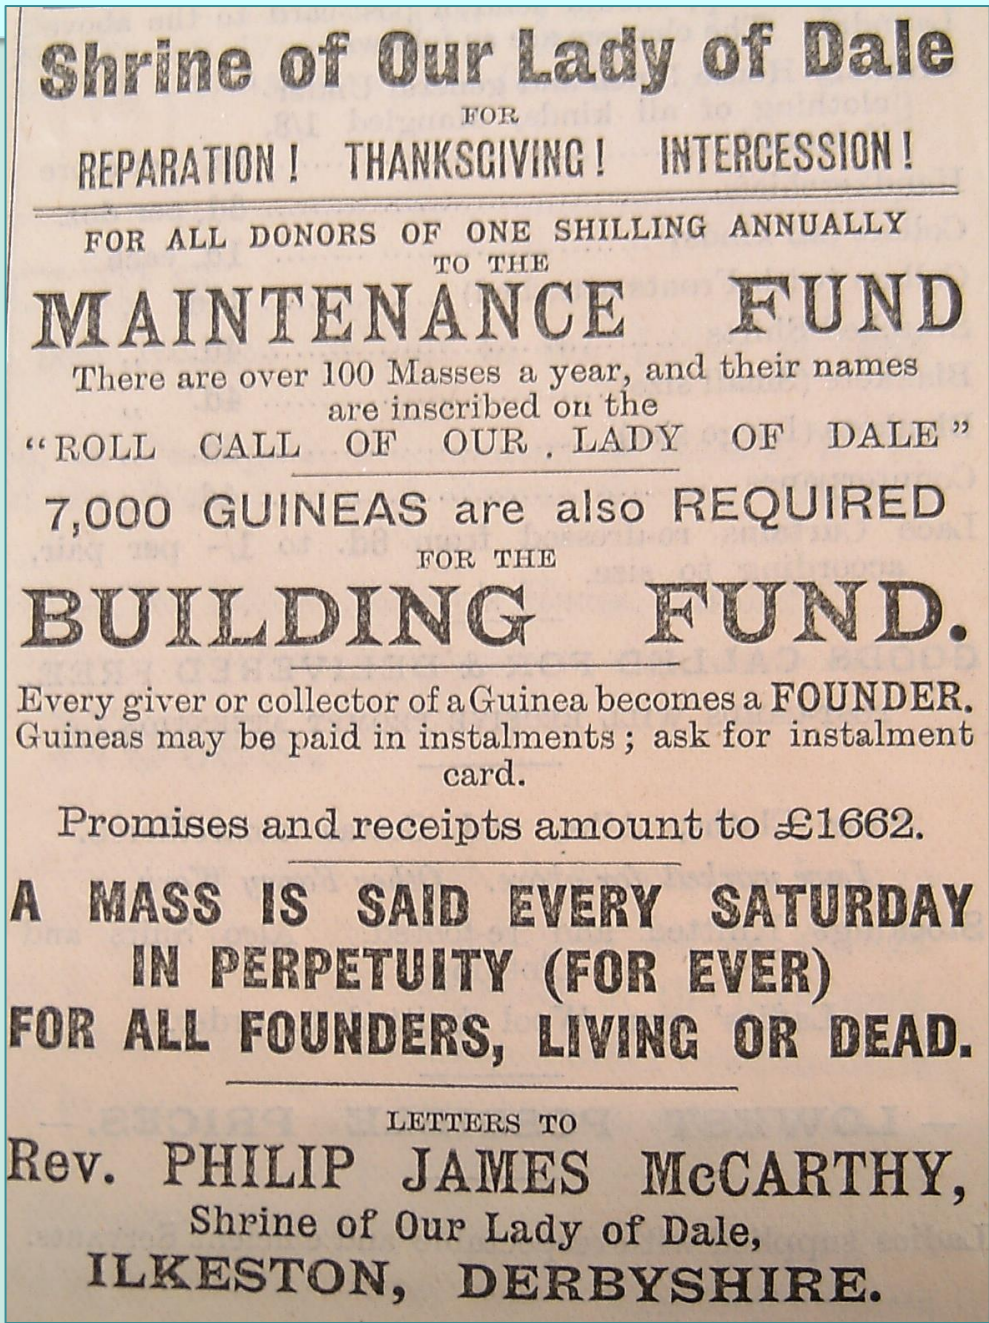 Shrine of Our Lady of Dale
FOR
REPARATION! THANKSGIVING! INTERCESSION!
FOR ALL DONORS OF ONE SHILLING ANNUALLY
TO THE
MAINTENANCE FUND
There are over 100 Masses a year, and their names
are inscribed on the
"ROLL CALL OF OUR . LADY OF DALE"
7,000 GUINEAS are also REQUIRED
FOR THE
BUILDING FUND.
Every giver or collector of a Guinea becomes a FOUNDER.
Guineas may be paid in instalments; ask for instalment
card.
Promises and receipts amount to £1662.
A MASS IS SAID EVERY SATURDAY
IN PERPETUITY (FOR EVER)
FOR ALL FOUNDERS, LIVING OR DEAD.
LETTERS TO
Rev. PHILIP JAMES McCARTHY,
Shrine of Our Lady of Dale,
ILKESTON, DERBYSHIRE.